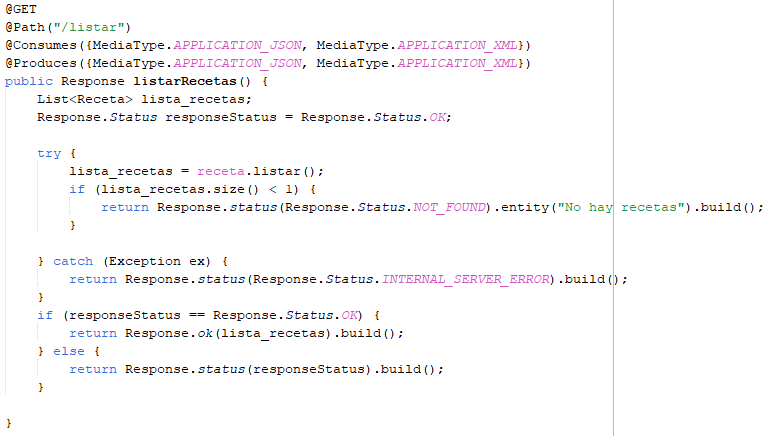 @GET
@Path("/listar")
@Consumes({MediaType.APPLICATION_JSON, MediaType.APPLICATION_XML})
@Produces({MediaType.APPLICATION_JSON, MediaType.APPLICATION_XML})
public Response listarRecetas() {
    List<Receta> lista_recetas;
    Response.Status responseStatus = Response.Status.OK;

    try {
        lista_recetas = receta.listar();
        if (lista_recetas.size() < 1) {
            return Response.status(Response.Status.NOT_FOUND).entity("No hay recetas").build();
        }

    } catch (Exception ex) {
        return Response.status(Response.Status.INTERNAL_SERVER_ERROR).build();
    }
    if (responseStatus == Response.Status.OK) {
        return Response.ok(lista_recetas).build();
    } else {
        return Response.status(responseStatus).build();
    }

}